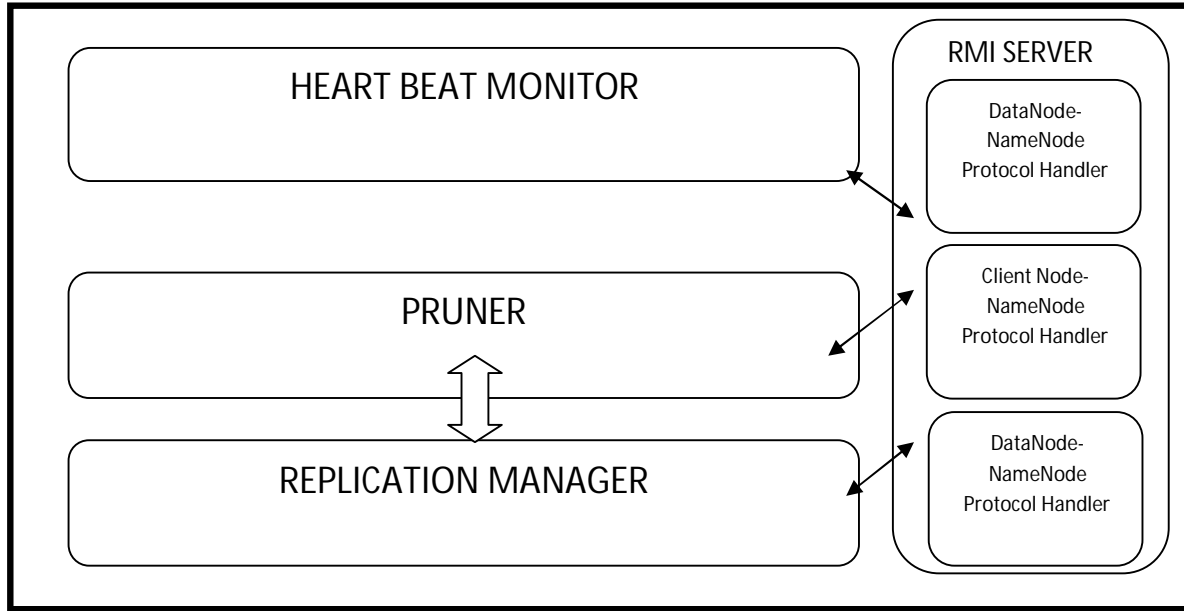 HEART BEAT MONITOR
PRUNER
REPLICATION MANAGER
RMI SERVER
DataNode-
NameNode
Protocol Handler
Client Node-
NameNode
Protocol Handler
DataNode-
NameNode
Protocol Handler